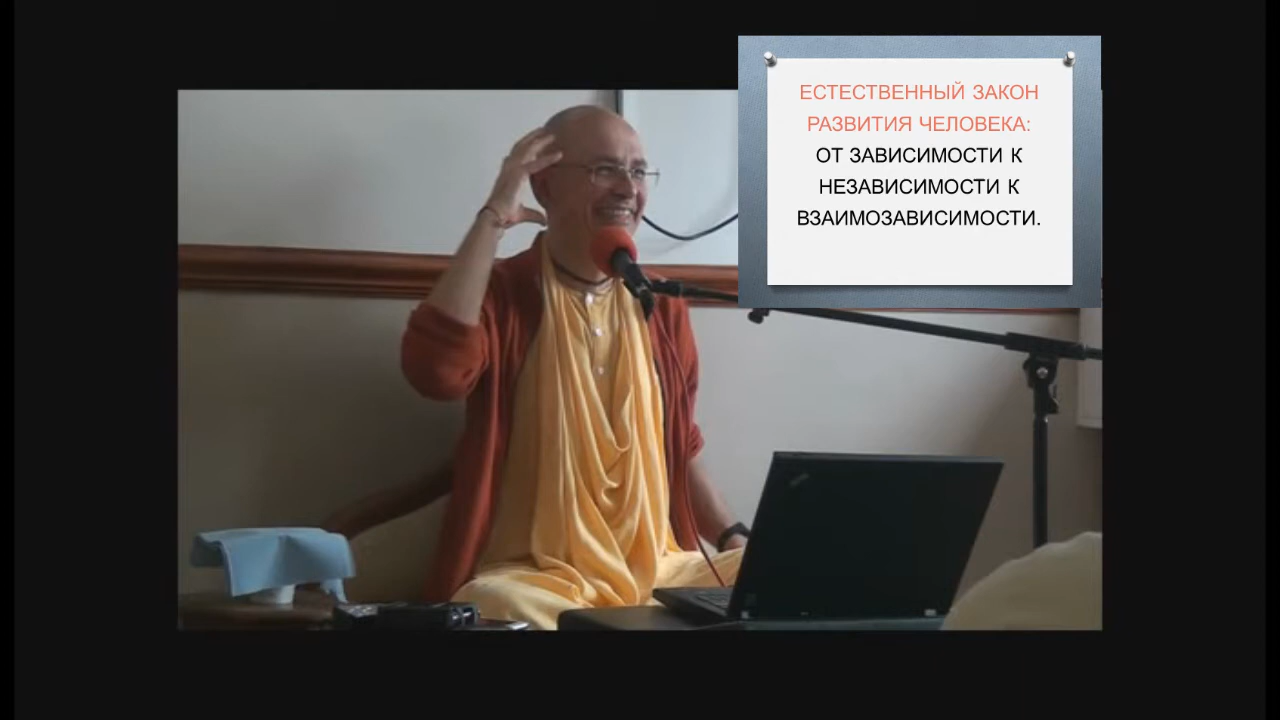 ЕСТЕСТВЕННЫЙ ЗАКОН
РАЗВИТИЯ ЧЕЛОВЕКА:
ОТ ЗАВИСИМОСТИ К
НЕЗАВИСИМОСТИ К
ВЗАИМОЗАВИСИМОСТИ.